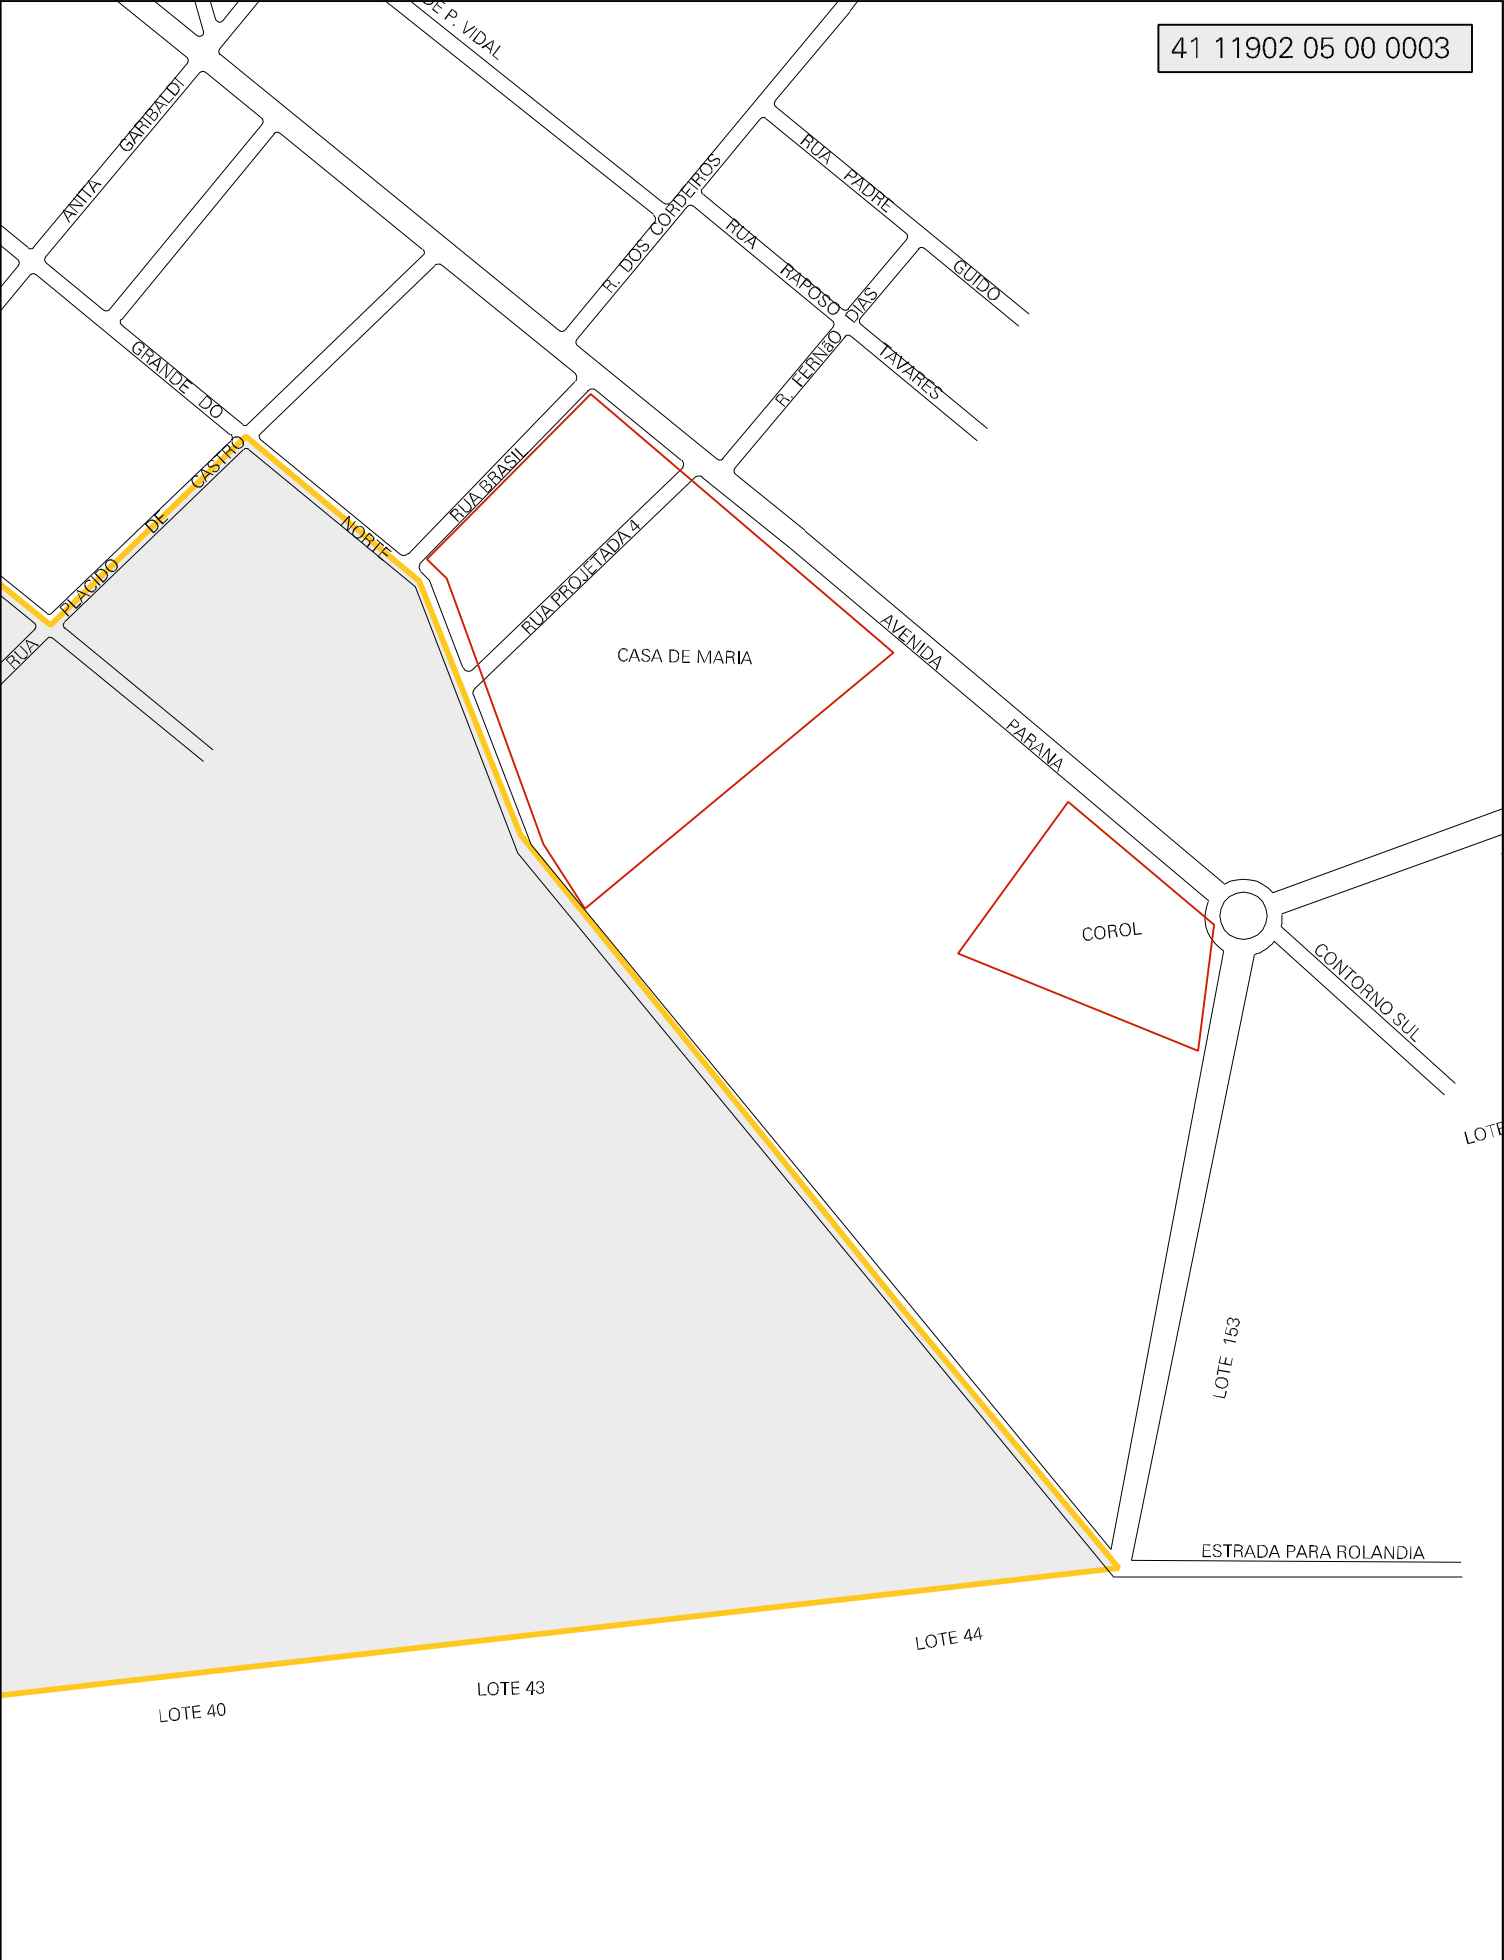 DE P. VIDAL
41 11902 05 00 0003
ANITA GARIBALDI
R. DOS CORDEIROS
RUA PADRE GUIDO
RUA RAPOSO TAVARES
R. FERNãO DIAS
GRANDE DO NORTE
RUA PLACIDO DE CASTRO
RUA BRASIL
RUA PROJETADA 4
CASA DE MARIA
AVENIDA PARANA
COROL
CONTORNO SUL
LOTE
LOTE 153
ESTRADA PARA ROLANDIA
LOTE 44
LOTE 43
LOTE 40